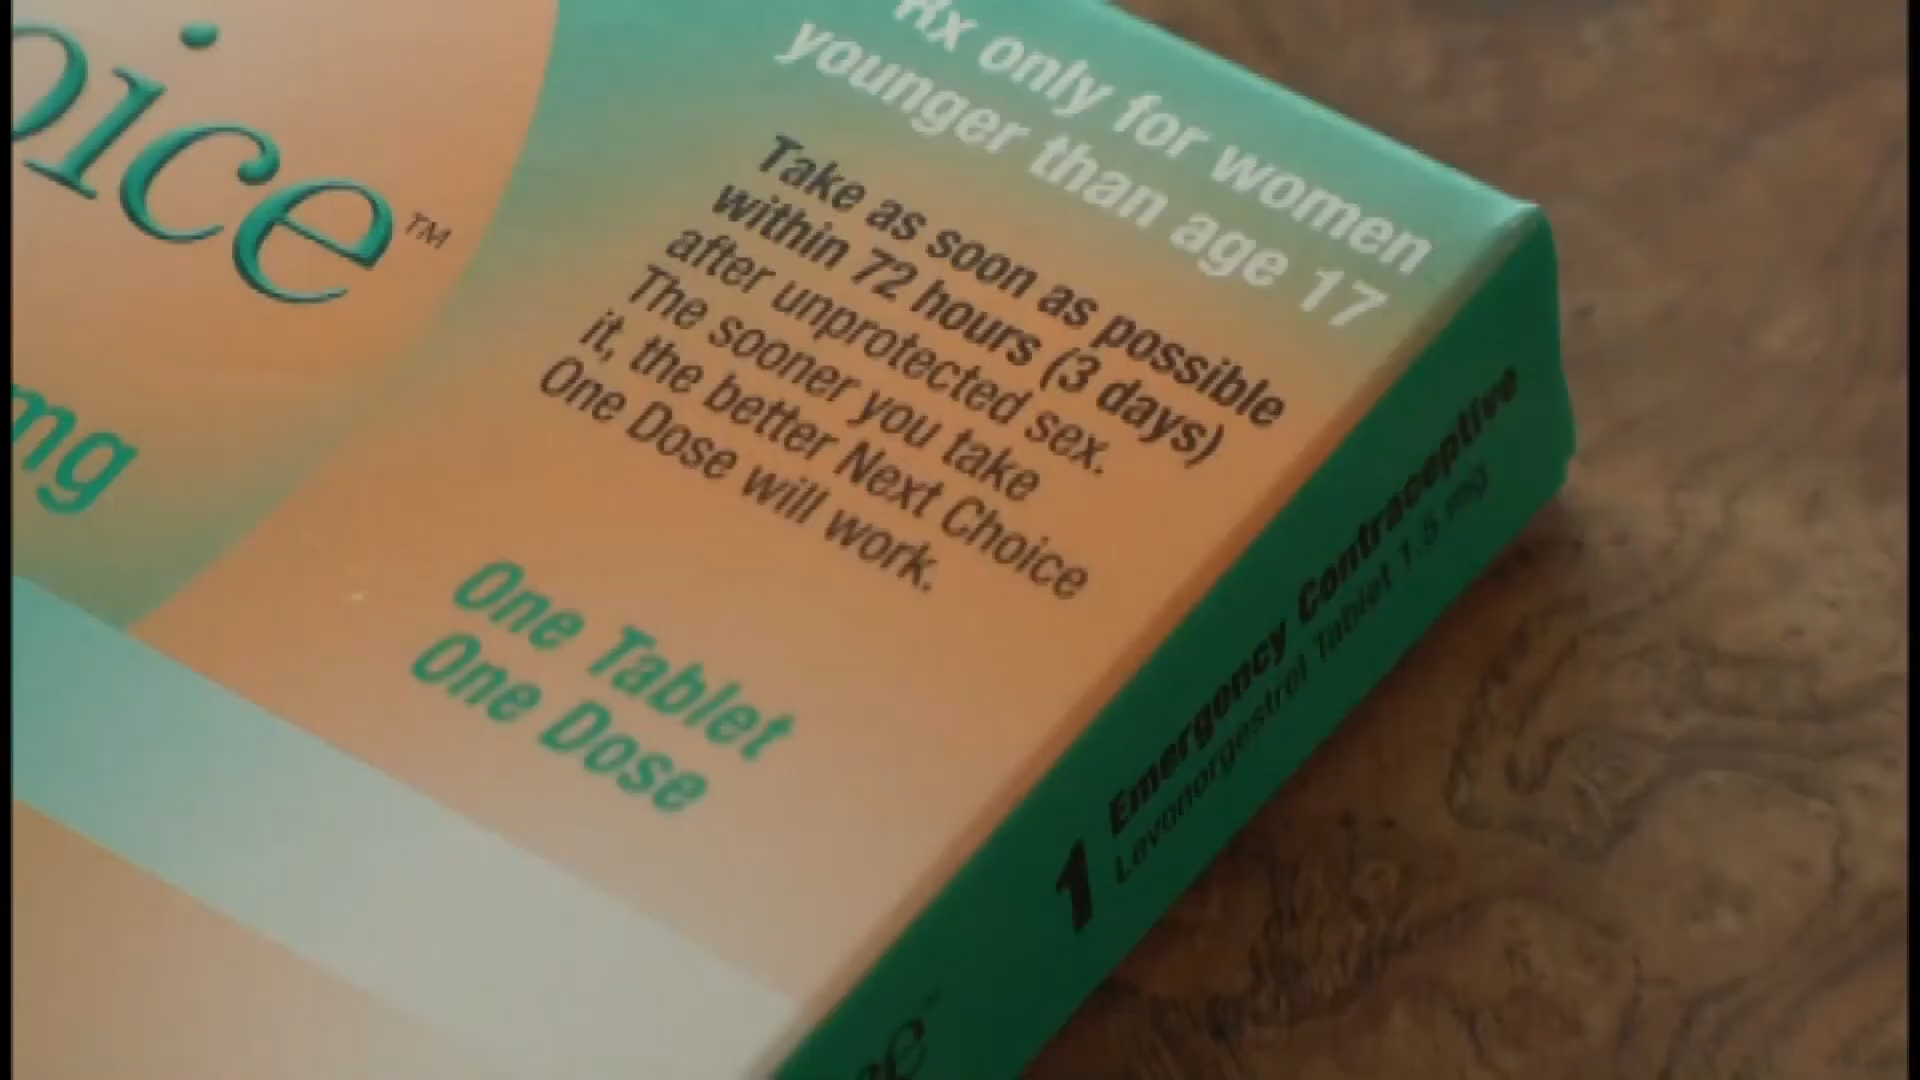 oice™
mg
Rx only for women
younger than age 17
Take as soon as possible
within 72 hours (3 days)
after unprotected sex.
The sooner you take
it, the better Next Choice
One Dose will work.
One Tablet
One Dose
1 Emergency Contraceptive
Levonorgestrel Tablet 1.5 mg
ce